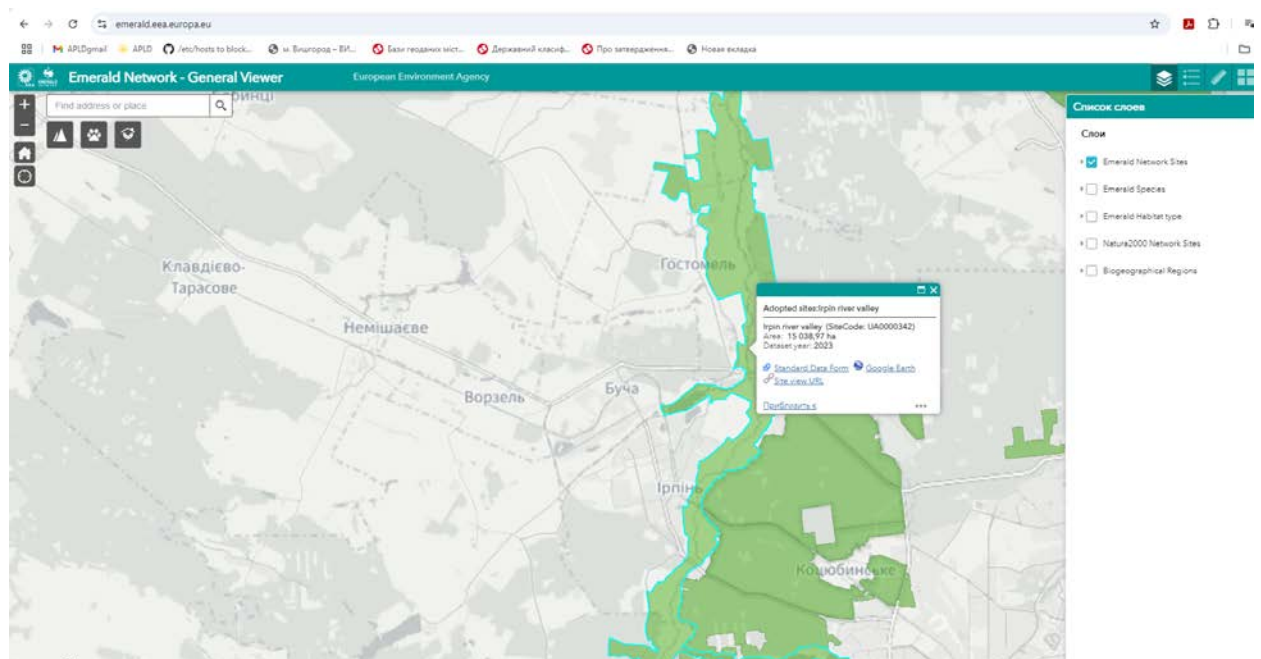 emerald.eea.europa.eu
APLDgmail
APLD
/etc/hosts to block...
м. Вишгород – ВИ...
Бази геоданих міст...
Державний класиф...
Про затвердження...
Новая вкладка
Emerald Network - General Viewer
European Environment Agency
Find address or place
Список слоев
Слои
Emerald Network Sites
Emerald Species
Emerald Habitat type
Natura2000 Network Sites
Biogeographical Regions
Клавдієво-
Тарасове
Гостомель
Немішаєве
Буча
Ворзель
Ірпінь
Коцюбинське
Adopted sites:Irpin river valley
Irpin river valley (SiteCode: UA0000342)
Area: 15 038,97 ha
Dataset year: 2023
Standard Data Form Google Earth
Site view URL
Приблизить к